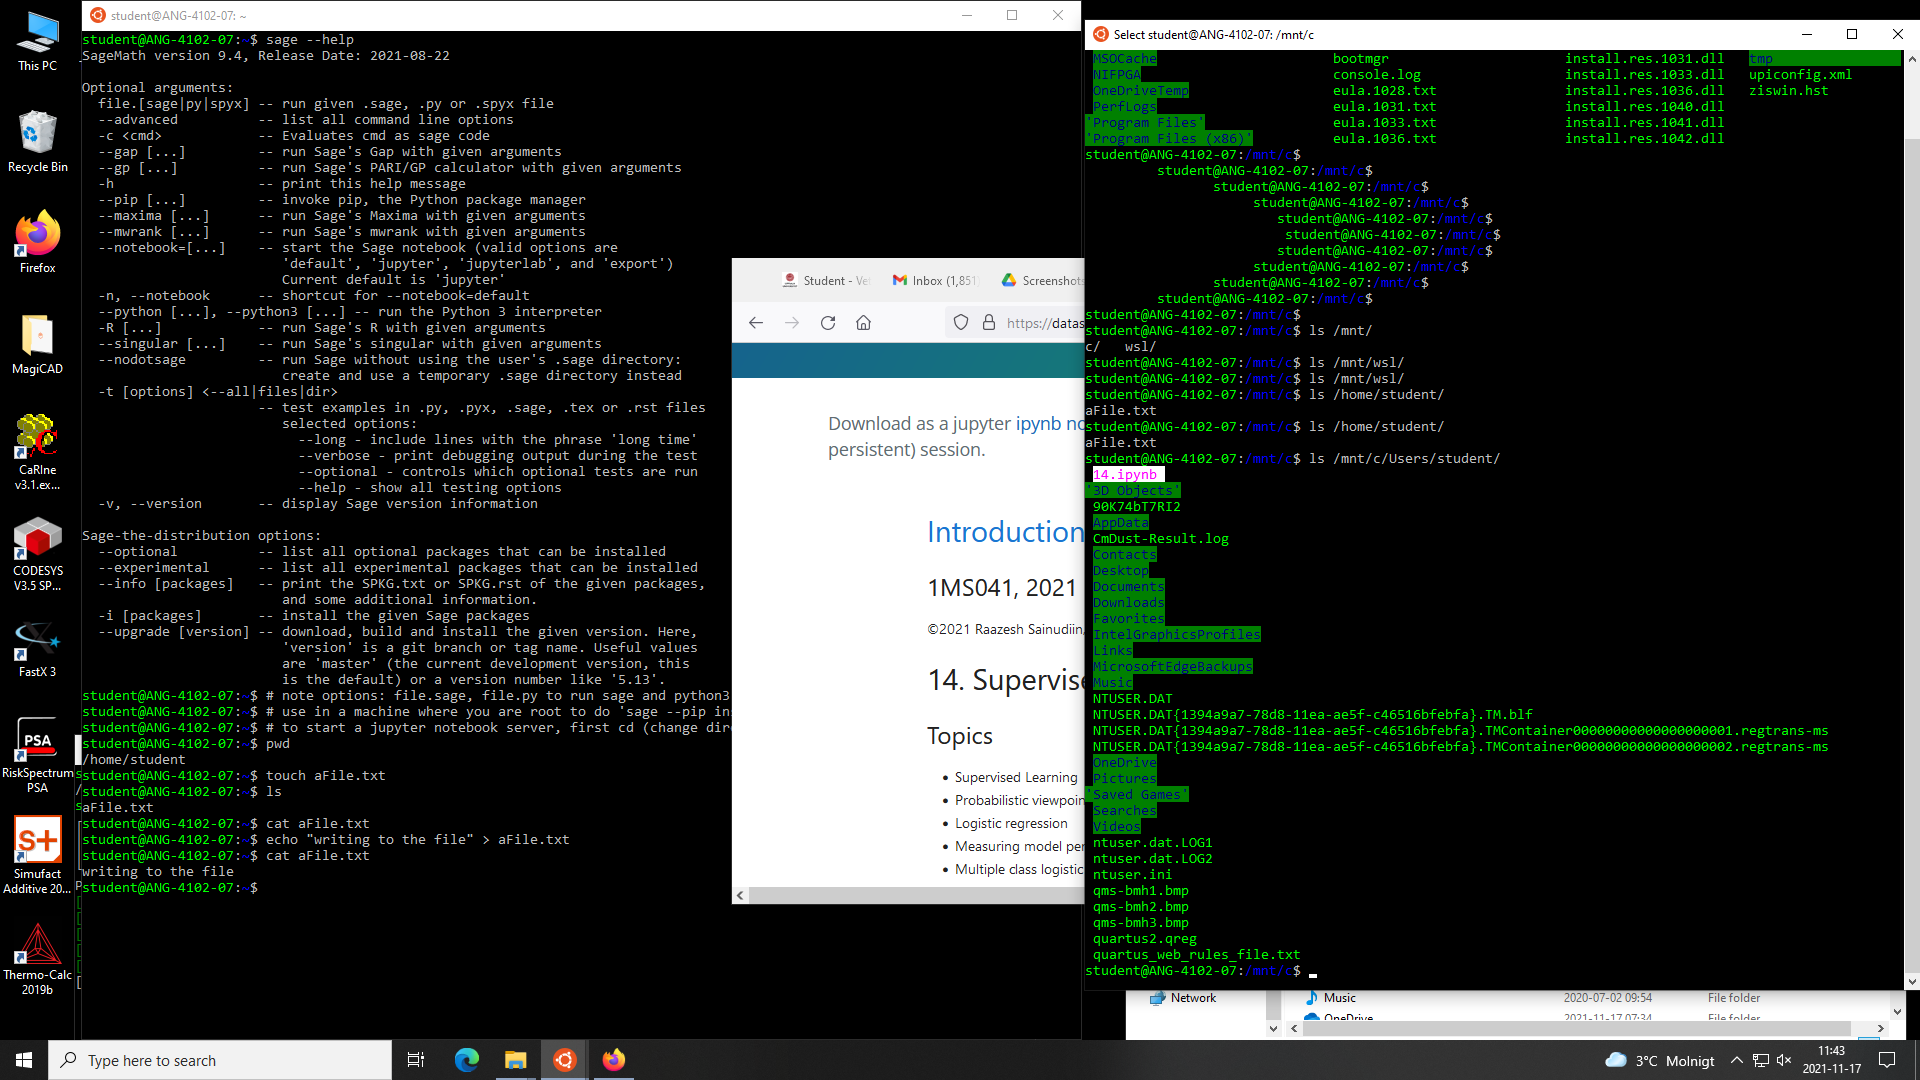 This PC
Recycle Bin
Firefox
MagiCAD
CaRIne
v3.1.ex...
CODESYS
V3.5 SP...
FastX 3
PSA
RiskSpectrum
PSA
S+
Simufact
Additive 20...
Thermo-Calc
2019b
student@ANG-4102-07: ~
student@ANG-4102-07:~$ sage --help
SageMath version 9.4, Release Date: 2021-08-22
Optional arguments:
file.[sage|py|spyx] -- run given .sage, .py or .spyx file
--advanced -- list all command line options
-c <cmd> -- Evaluates cmd as sage code
--gap [...] -- run Sage's Gap with given arguments
--gp [...] -- run Sage's PARI/GP calculator with given arguments
-h -- print this help message
--pip [...] -- invoke pip, the Python package manager
--maxima [...] -- run Sage's Maxima with given arguments
--mwrank [...] -- run Sage's mwrank with given arguments
--notebook=[...] -- start the Sage notebook (valid options are
'default', 'jupyter', 'jupyterlab', and 'export')
Current default is 'jupyter'
-n, --notebook -- shortcut for --notebook=default
--python [...], --python3 [...] -- run the Python 3 interpreter
-R [...] -- run Sage's R with given arguments
--singular [...] -- run Sage's singular with given arguments
--nodotsage -- run Sage without using the user's .sage directory:
create and use a temporary .sage directory instead
-t [options] <--all|files|dir>
-- test examples in .py, .pyx, .sage, .tex or .rst files
selected options:
--long - include lines with the phrase 'long time'
--verbose - print debugging output during the test
--optional - controls which optional tests are run
--help - show all testing options
-v, --version -- display Sage version information
Sage-the-distribution options:
--optional -- list all optional packages that can be installed
--experimental -- list all experimental packages that can be installed
--info [packages] -- print the SPKG.txt or SPKG.rst of the given packages,
and some additional information.
-i [packages] -- install the given Sage packages
--upgrade [version] -- download, build and install the given version. Here,
'version' is a git branch or tag name. Useful values
are 'master' (the current development version, this
is the default) or a version number like '5.13'.
student@ANG-4102-07:~$ # note options: file.sage, file.py to run sage and python3
student@ANG-4102-07:~$ # use in a machine where you are root to do 'sage --pip ins
student@ANG-4102-07:~$ # to start a jupyter notebook server, first cd (change dir
student@ANG-4102-07:~$ pwd
/home/student
student@ANG-4102-07:~$ touch aFile.txt
student@ANG-4102-07:~$ ls
aFile.txt
student@ANG-4102-07:~$ cat aFile.txt
student@ANG-4102-07:~$ echo "writing to the file" > aFile.txt
student@ANG-4102-07:~$ cat aFile.txt
writing to the file
student@ANG-4102-07:~$
Student - Ve
Inbox (1,851)
Screenshots
https://datas
Download as a jupyter ipynb no
persistent) session.
Introduction
1MS041, 2021
©2021 Raazesh Sainudiin,
14. Supervise
Topics
• Supervised Learning
• Probabilistic viewpoin
• Logistic regression
• Measuring model per
• Multiple class logistic
Select student@ANG-4102-07: /mnt/c
MSOCache bootmgr install.res.1031.dll tmp
NIFPGA console.log install.res.1033.dll upiconfig.xml
OneDriveTemp eula.1028.txt install.res.1036.dll ziswin.hst
PerfLogs eula.1031.txt install.res.1040.dll
'Program Files' eula.1033.txt install.res.1041.dll
'Program Files (x86)' eula.1036.txt install.res.1042.dll
student@ANG-4102-07:/mnt/c$
student@ANG-4102-07:/mnt/c$
student@ANG-4102-07:/mnt/c$
student@ANG-4102-07:/mnt/c$
student@ANG-4102-07:/mnt/c$
student@ANG-4102-07:/mnt/c$
student@ANG-4102-07:/mnt/c$
student@ANG-4102-07:/mnt/c$
student@ANG-4102-07:/mnt/c$
student@ANG-4102-07:/mnt/c$
student@ANG-4102-07:/mnt/c$
student@ANG-4102-07:/mnt/c$ ls /mnt/
c/ wsl/
student@ANG-4102-07:/mnt/c$ ls /mnt/wsl/
student@ANG-4102-07:/mnt/c$ ls /mnt/wsl/
student@ANG-4102-07:/mnt/c$ ls /home/student/
aFile.txt
student@ANG-4102-07:/mnt/c$ ls /home/student/
aFile.txt
student@ANG-4102-07:/mnt/c$ ls /mnt/c/Users/student/
14.ipynb
'3D Objects'
90K74bT7RI2
AppData
CmDust-Result.log
Contacts
Desktop
Documents
Downloads
Favorites
IntelGraphicsProfiles
Links
MicrosoftEdgeBackups
Music
NTUSER.DAT
NTUSER.DAT{1394a9a7-78d8-11ea-ae5f-c46516bfebfa}.TM.blf
NTUSER.DAT{1394a9a7-78d8-11ea-ae5f-c46516bfebfa}.TMContainer00000000000000000001.regtrans-ms
NTUSER.DAT{1394a9a7-78d8-11ea-ae5f-c46516bfebfa}.TMContainer00000000000000000002.regtrans-ms
OneDrive
Pictures
'Saved Games'
Searches
Videos
ntuser.dat.LOG1
ntuser.dat.LOG2
ntuser.ini
qms-bmh1.bmp
qms-bmh2.bmp
qms-bmh3.bmp
quartus2.qreg
quartus_web_rules_file.txt
student@ANG-4102-07:/mnt/c$
Network
Music 2020-07-02 09:54 File folder
OneDrive 2021-11-17 07:34 File folder
Type here to search
3°C Molnigt
11:43
2021-11-17